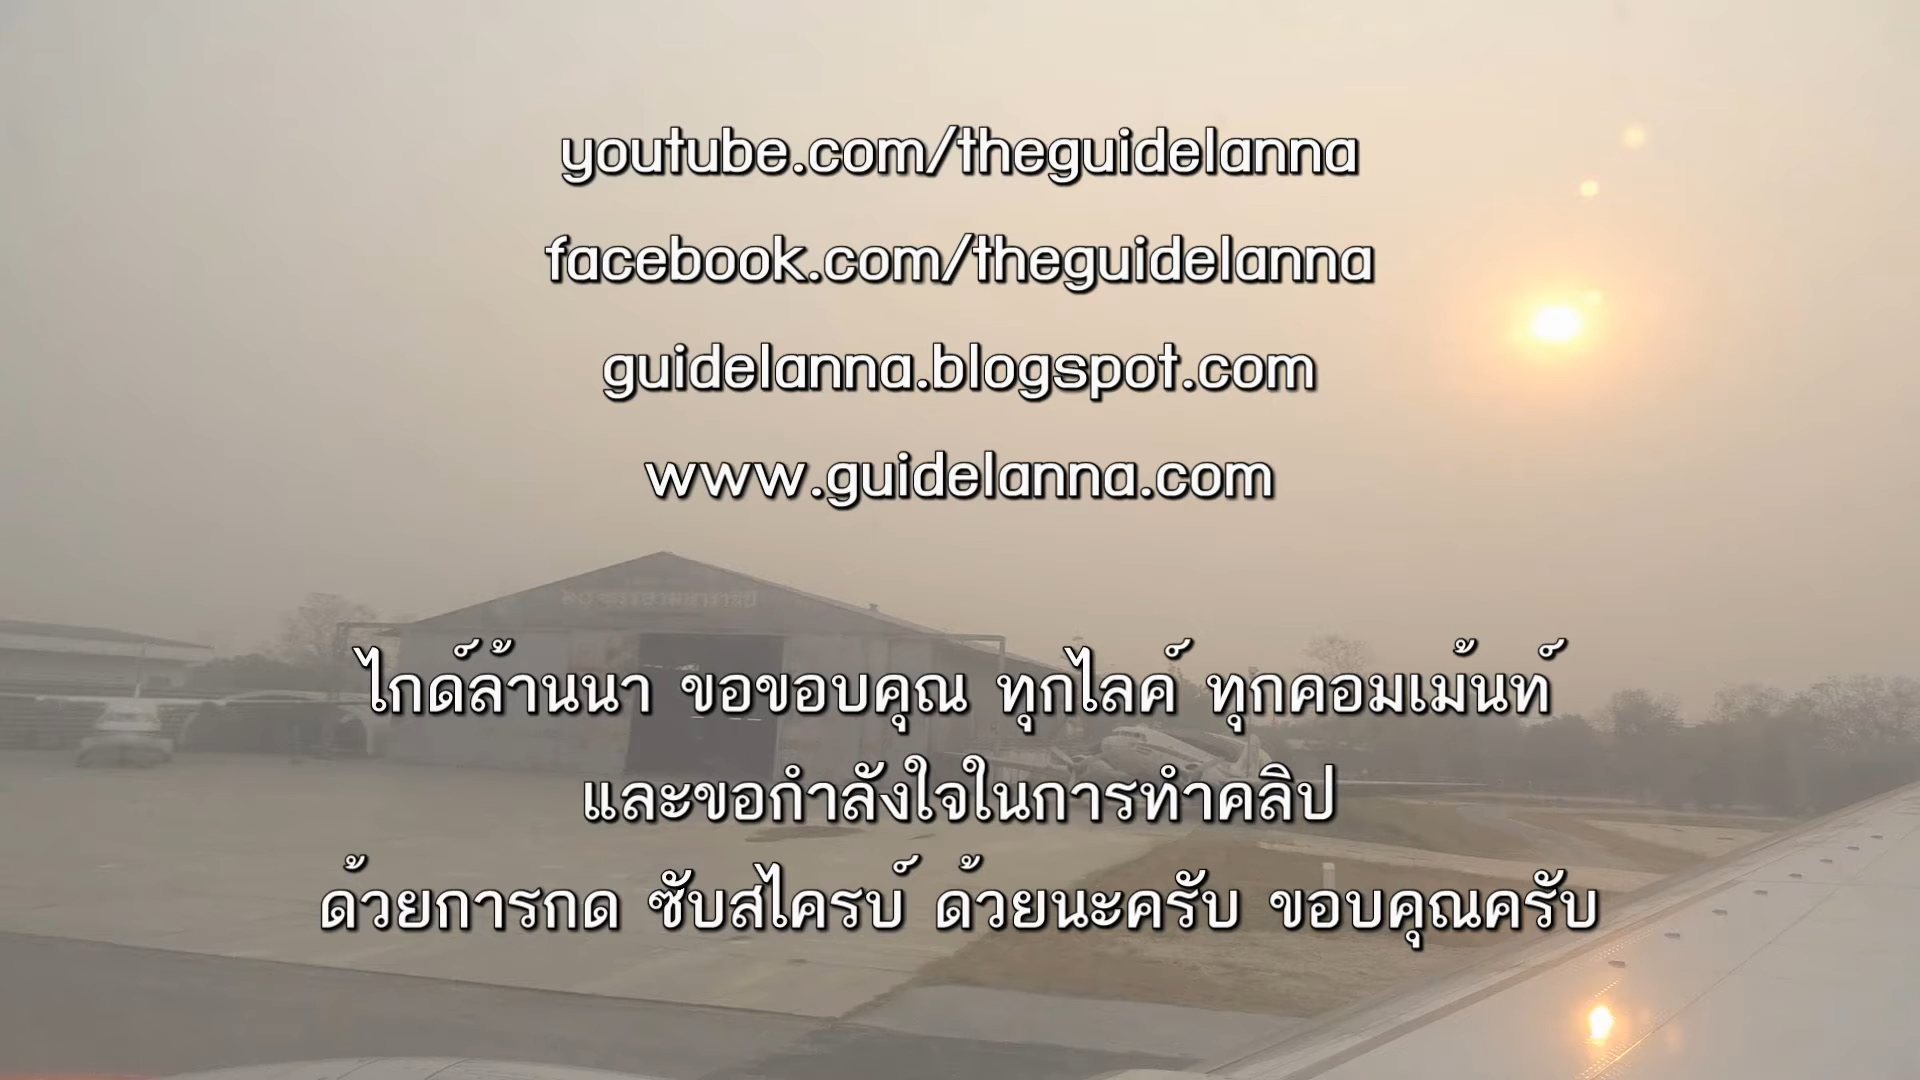 youtube.com/theguidelanna
facebook.com/theguidelanna
guidelanna.blogspot.com
www.guidelanna.com
ไกด์ล้านนา ขอขอบคุณ ทุกไลค์ ทุกคอมเม้นท์
และขอกำลังใจในการทำคลิป
ด้วยการกด ซับสไครบ์ ด้วยนะครับ ขอบคุณครับ